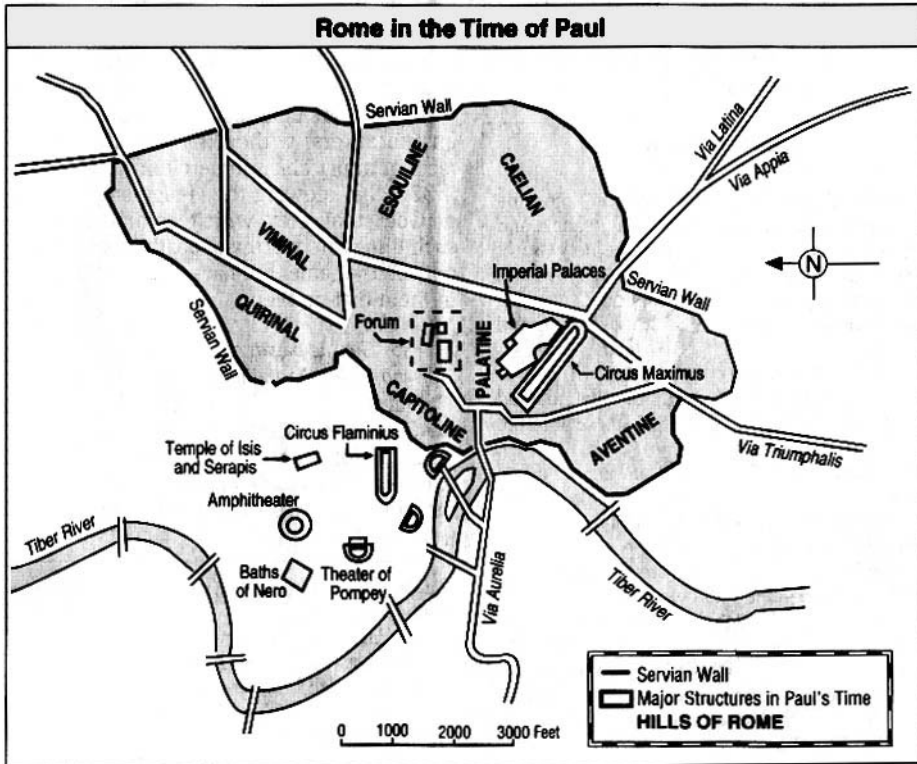 Rome in the Time of Paul
Servian Wall
Via Latina
Via Appia
ESQUILINE
CAELIAN
VIMINAL
Imperial Palaces
N
Servian Wall
QUIRINAL
Servian Wall
Forum
PALATINE
Circus Maximus
CAPITOLINE
AVENTINE
Via Triumphalis
Temple of Isis
and Serapis
Circus Flaminius
Amphitheater
Tiber River
Baths
of Nero
Theater of
Pompey
Via Aurelia
Tiber River
Servian Wall
Major Structures in Paul's Time
HILLS OF ROME
0 1000 2000 3000 Feet